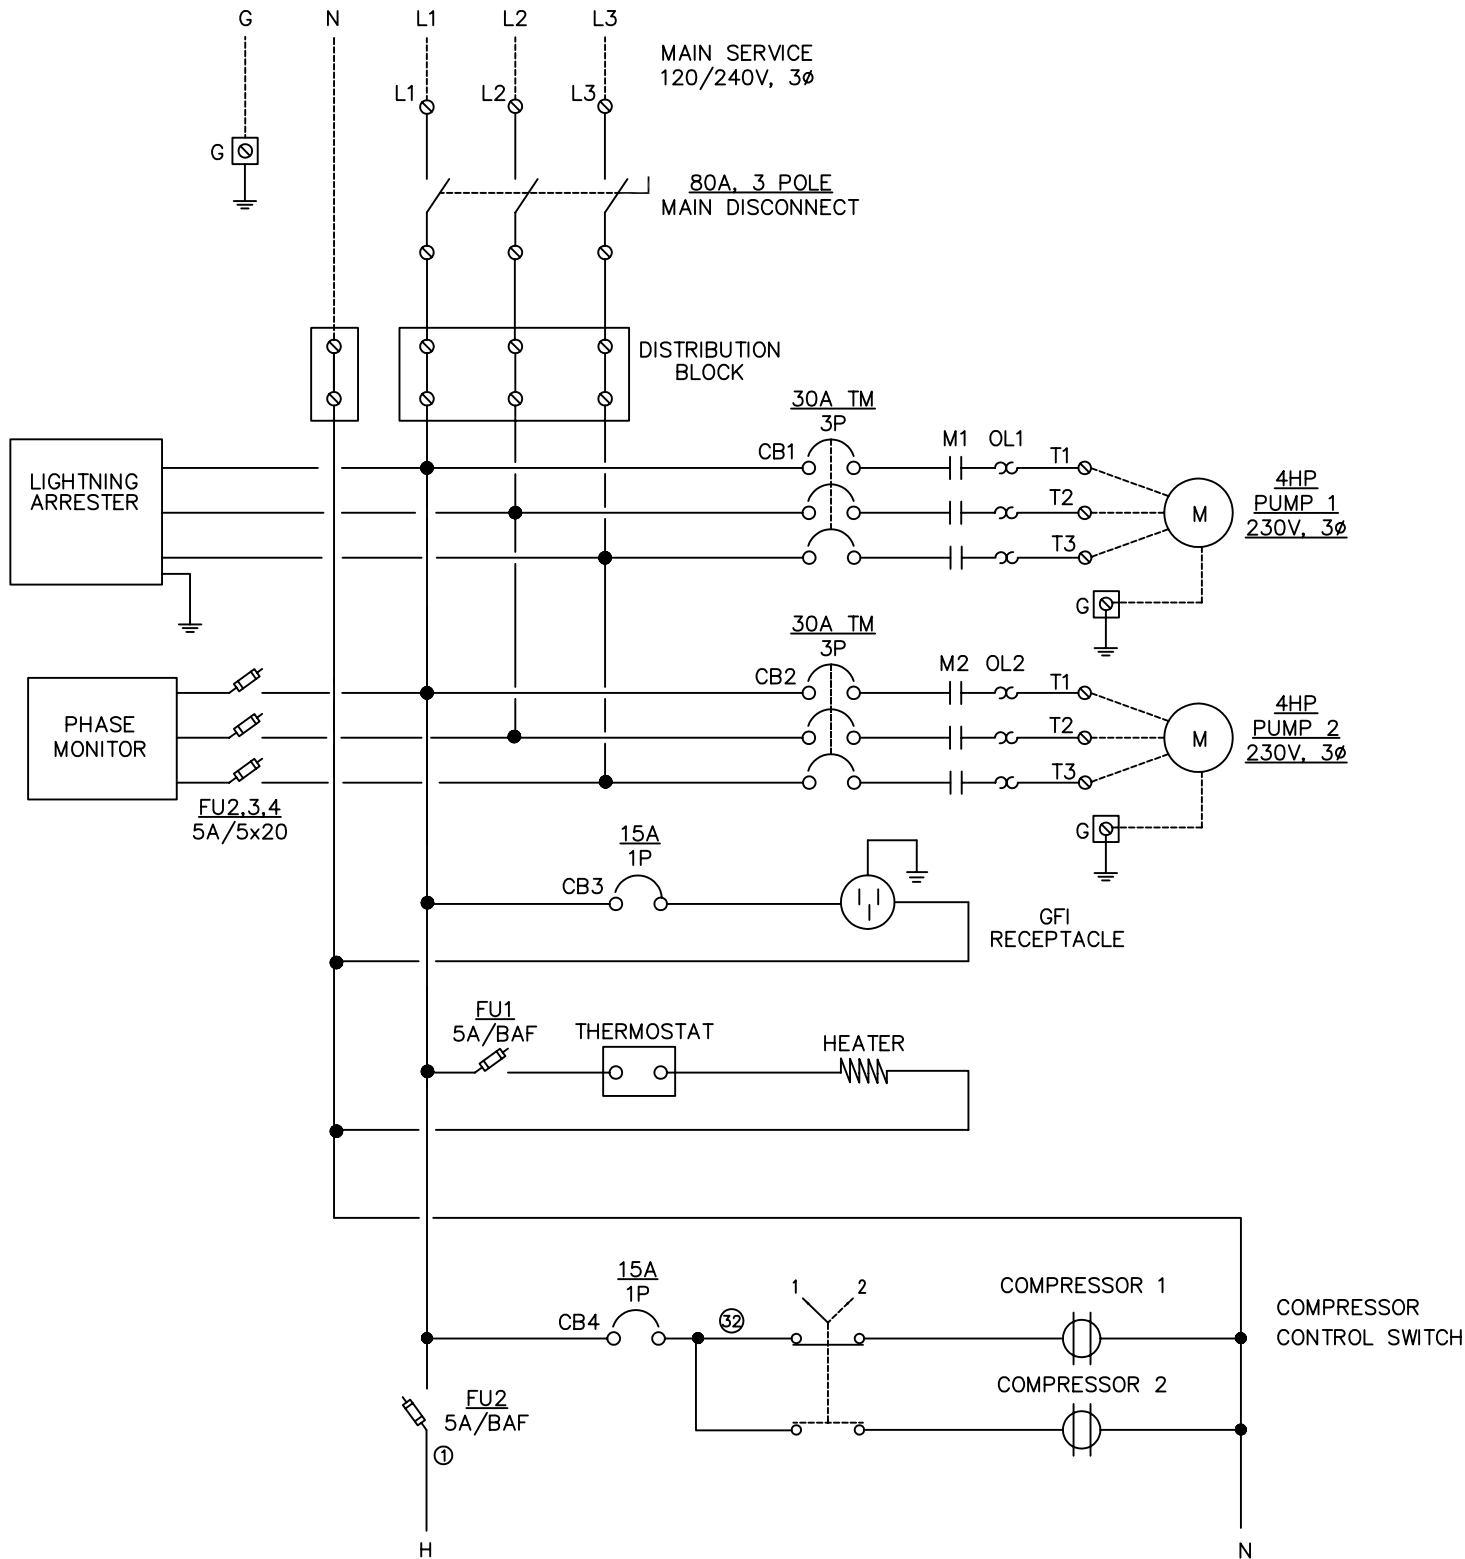 G
N
L1
L2
L3
MAIN SERVICE
120/240V, 3ø
L1
L2
L3
G
80A, 3 POLE
MAIN DISCONNECT
DISTRIBUTION
BLOCK
30A TM
3P
CB1
M1
OL1
T1
T2
T3
M
4HP
PUMP 1
230V, 3ø
G
LIGHTNING
ARRESTER
30A TM
3P
CB2
M2
OL2
T1
T2
T3
M
4HP
PUMP 2
230V, 3ø
G
PHASE
MONITOR
FU2,3,4
5A/5x20
15A
1P
CB3
GFI
RECEPTACLE
FU1
5A/BAF
THERMOSTAT
HEATER
15A
1P
CB4
32
1
2
COMPRESSOR 1
COMPRESSOR
CONTROL SWITCH
COMPRESSOR 2
FU2
5A/BAF
1
H
N